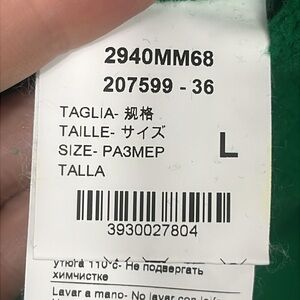 2940MM68
207599 - 36
TAGLIA- 规格
TAILLE- サイズ
SIZE- PA3MEP
TALLA
L
3930027804
утюга 110°c- Не подвергать
химчистке
Lavar a mano- No lavar con